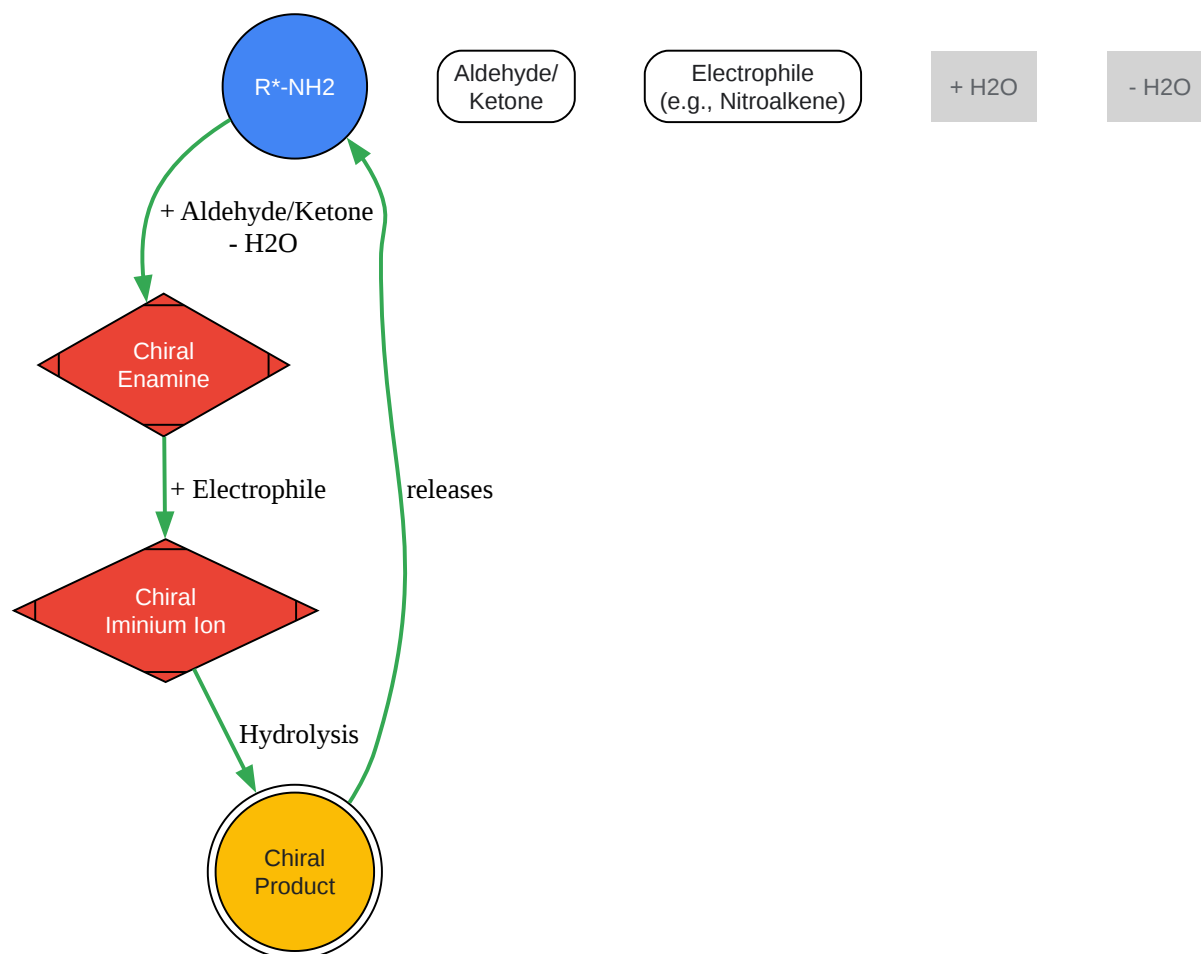 R*-NH2
Aldehyde/
Ketone
Electrophile
(e.g., Nitroalkene)
+ H2O
- H2O
+ Aldehyde/Ketone
- H2O
Chiral
Enamine
+ Electrophile
releases
Chiral
Iminium Ion
Hydrolysis
Chiral
Product